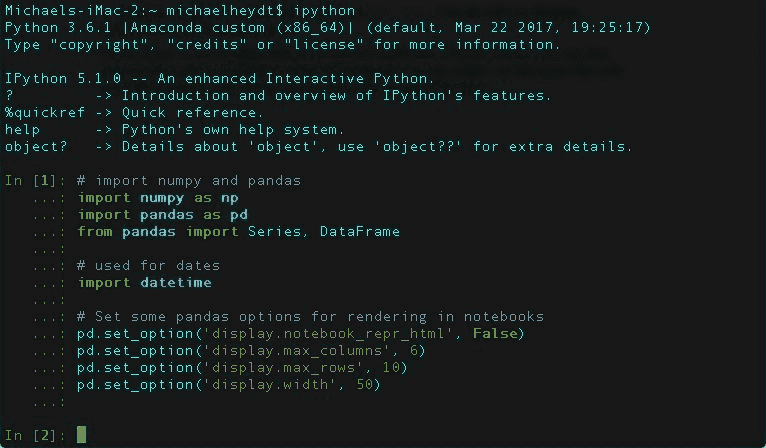 Michaels-iMac-2:~ michaelheydt$ ipython
Python 3.6.1 |Anaconda custom (x86_64)| (default, Mar 22 2017, 19:25:17)
Type "copyright", "credits" or "license" for more information.

IPython 5.1.0 -- An enhanced Interactive Python.
?         -> Introduction and overview of IPython's features.
%quickref -> Quick reference.
help      -> Python's own help system.
object?   -> Details about 'object', use 'object??' for extra details.

In [1]: # import numpy and pandas
   ...: import numpy as np
   ...: import pandas as pd
   ...: from pandas import Series, DataFrame
   ...:
   ...: # used for dates
   ...: import datetime
   ...:
   ...: # Set some pandas options for rendering in notebooks
   ...: pd.set_option('display.notebook_repr_html', False)
   ...: pd.set_option('display.max_columns', 6)
   ...: pd.set_option('display.max_rows', 10)
   ...: pd.set_option('display.width', 50)
   ...:

In [2]: